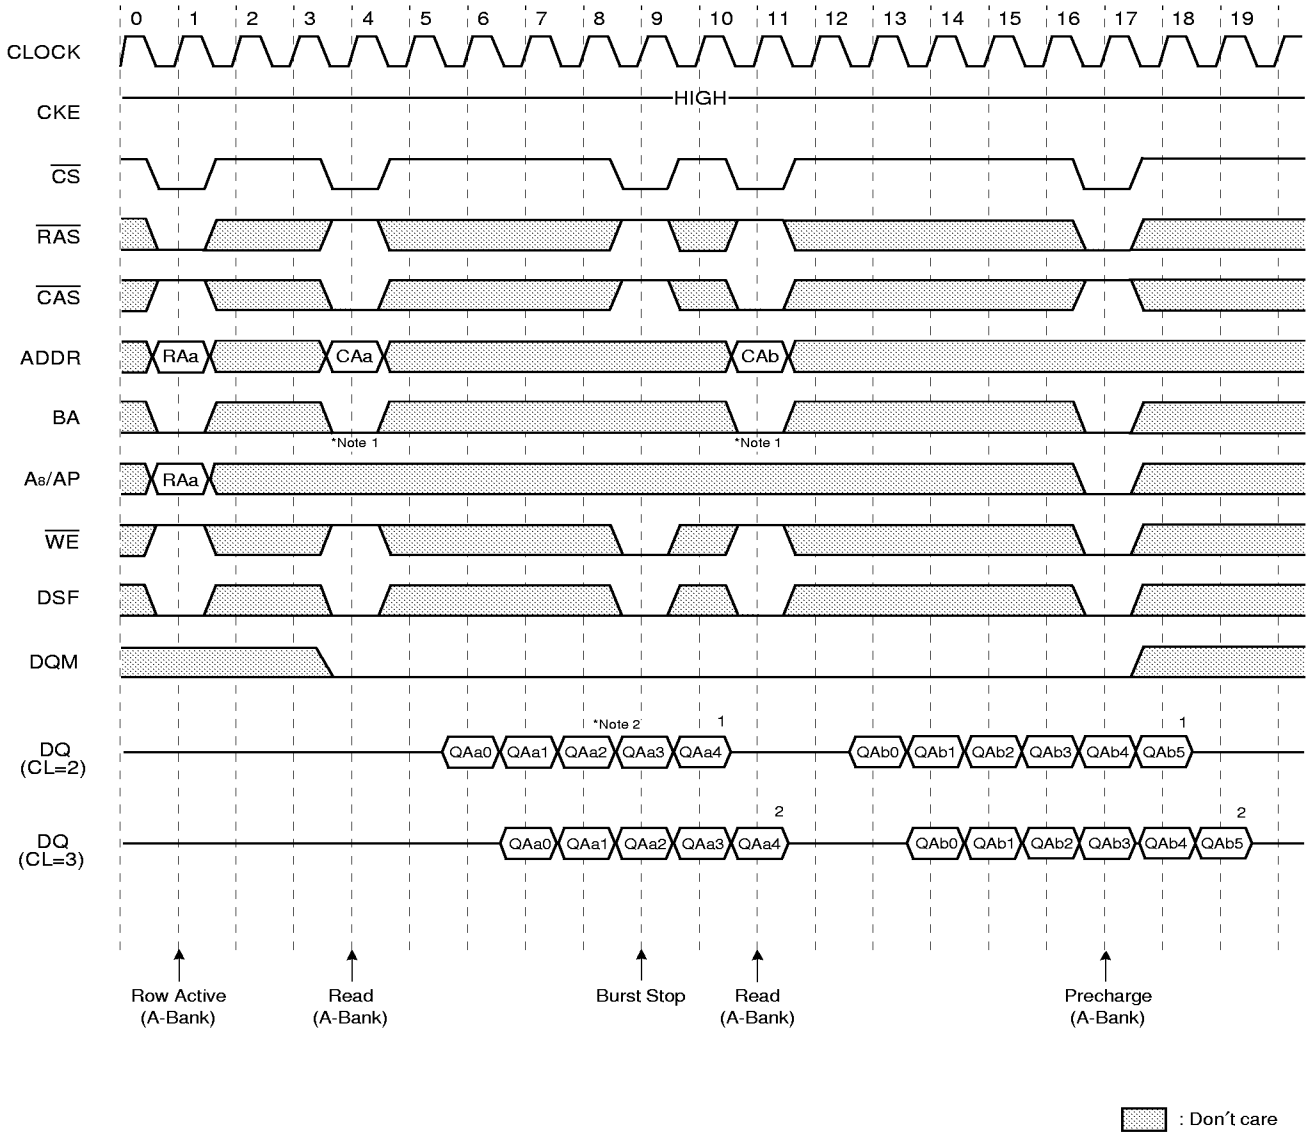 0 1 2 3 4 5 6 7 8 9 10 11 12 13 14 15 16 17 18 19
CLOCK
CKE HIGH
CS
RAS
CAS
ADDR RAa CAa CAb
BA
*Note 1 *Note 1
A8/AP RAa
WE
DSF
DQM
*Note 2 1 1
DQ QAa0 QAa1 QAa2 QAa3 QAa4 QAb0 QAb1 QAb2 QAb3 QAb4 QAb5
(CL=2)
2 2
DQ QAa0 QAa1 QAa2 QAa3 QAa4 QAb0 QAb1 QAb2 QAb3 QAb4 QAb5
(CL=3)
Row Active Read Burst Stop Read Precharge
(A-Bank) (A-Bank) (A-Bank) (A-Bank)
: Don´t care